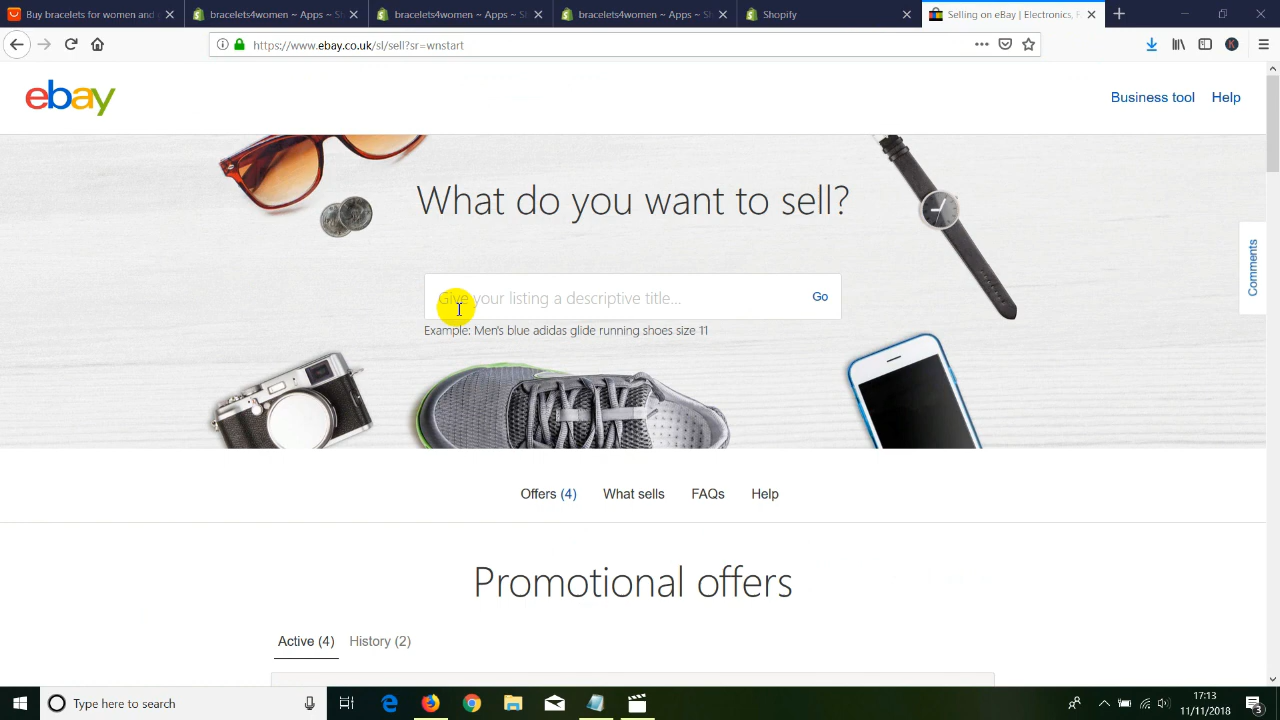 Buy bracelets for women and
bracelets4women ~ Apps ~ S
bracelets4women ~ Apps ~ S
bracelets4women ~ Apps ~ S
Shopify
Selling on eBay | Electronics, F
https://www.ebay.co.uk/sl/sell?sr=wnstart
ebay
Business tool
Help
What do you want to sell?
Give your listing a descriptive title...
Go
Example: Men's blue adidas glide running shoes size 11
Comments
Offers (4)
What sells
FAQs
Help
Promotional offers
Active (4)
History (2)
Type here to search
17:13
11/11/2018
3